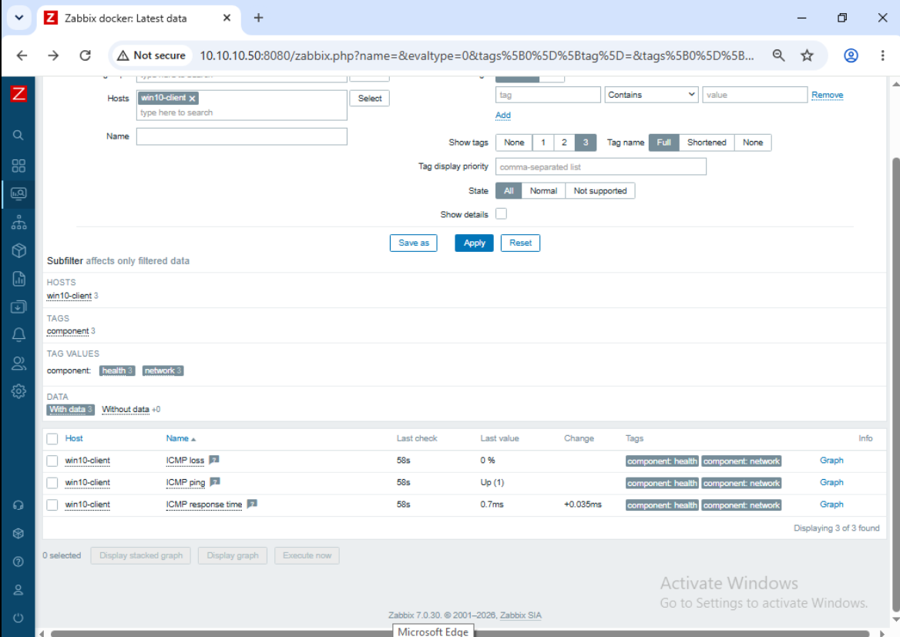 Zabbix docker: Latest data
Not secure 10.10.10.50:8080/zabbix.php?name=&evaltype=0&tags%5B0%5D%5Btag%5D=&tags%5B0%5D%5B...
type here to search
Hosts win10-client Select
type here to search
tag Contains value Remove
Add
Name
Show tags None 1 2 3 Tag name Full Shortened None
Tag display priority comma-separated list
State All Normal Not supported
Show details
Save as Apply Reset
Subfilter affects only filtered data
HOSTS
win10-client 3
TAGS
component 3
TAG VALUES
component: health 3 network 3
DATA
With data 3 Without data +0
Host Name Last check Last value Change Tags Info
win10-client ICMP loss ? 58s 0 % component: health component: network Graph
win10-client ICMP ping ? 58s Up (1) component: health component: network Graph
win10-client ICMP response time ? 58s 0.7ms +0.035ms component: health component: network Graph
Displaying 3 of 3 found
0 selected Display stacked graph Display graph Execute now
Activate Windows
Go to Settings to activate Windows.
Zabbix 7.0.30. © 2001–2026, Zabbix SIA
Microsoft Edge